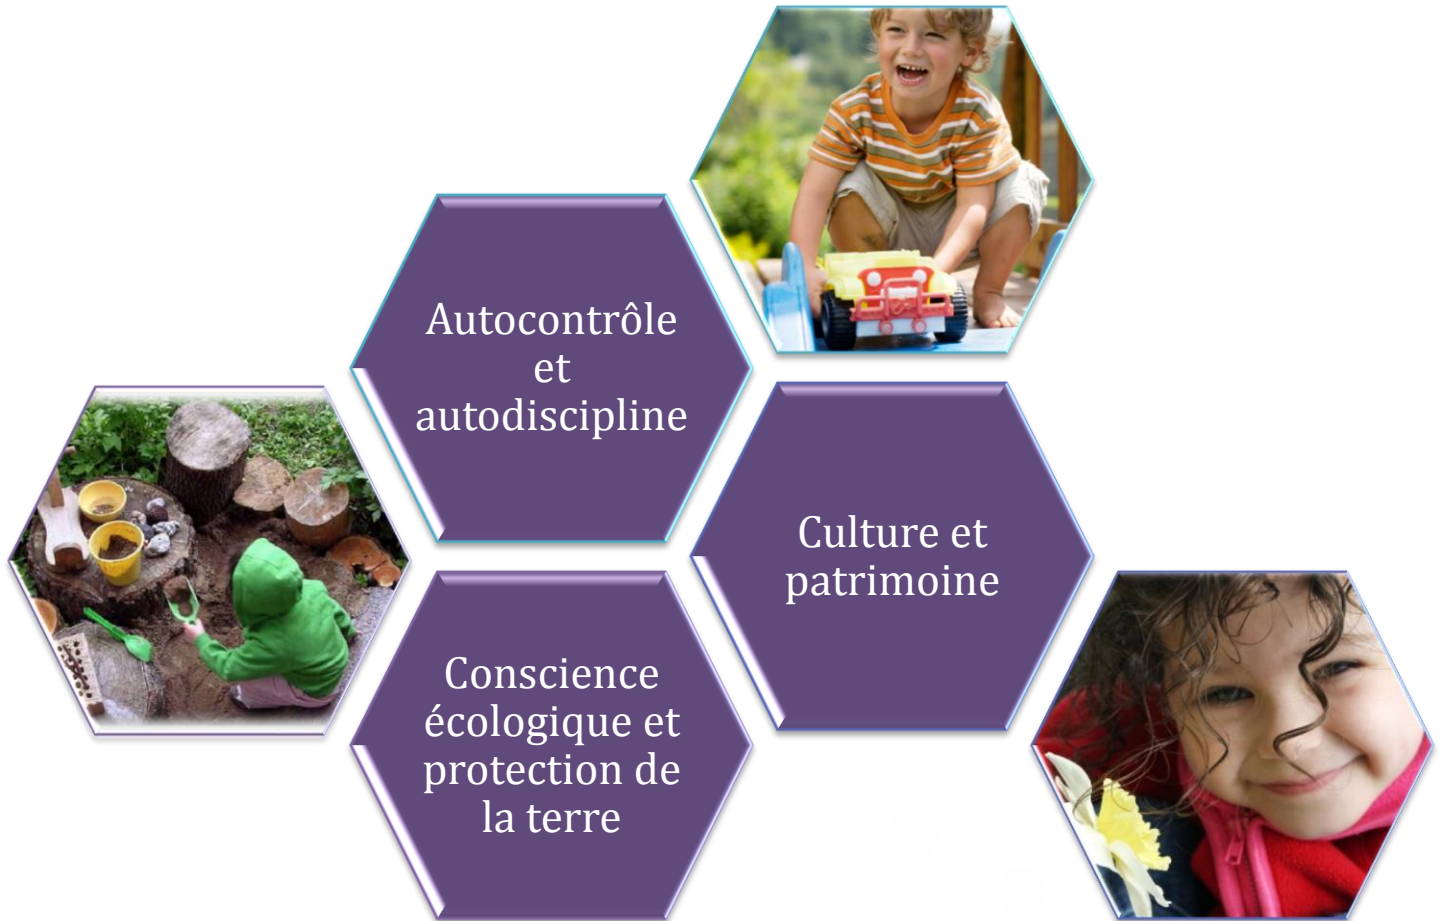 Autocontrôle
et
autodiscipline
Culture et
patrimoine
Conscience
écologique et
protection de
la terre